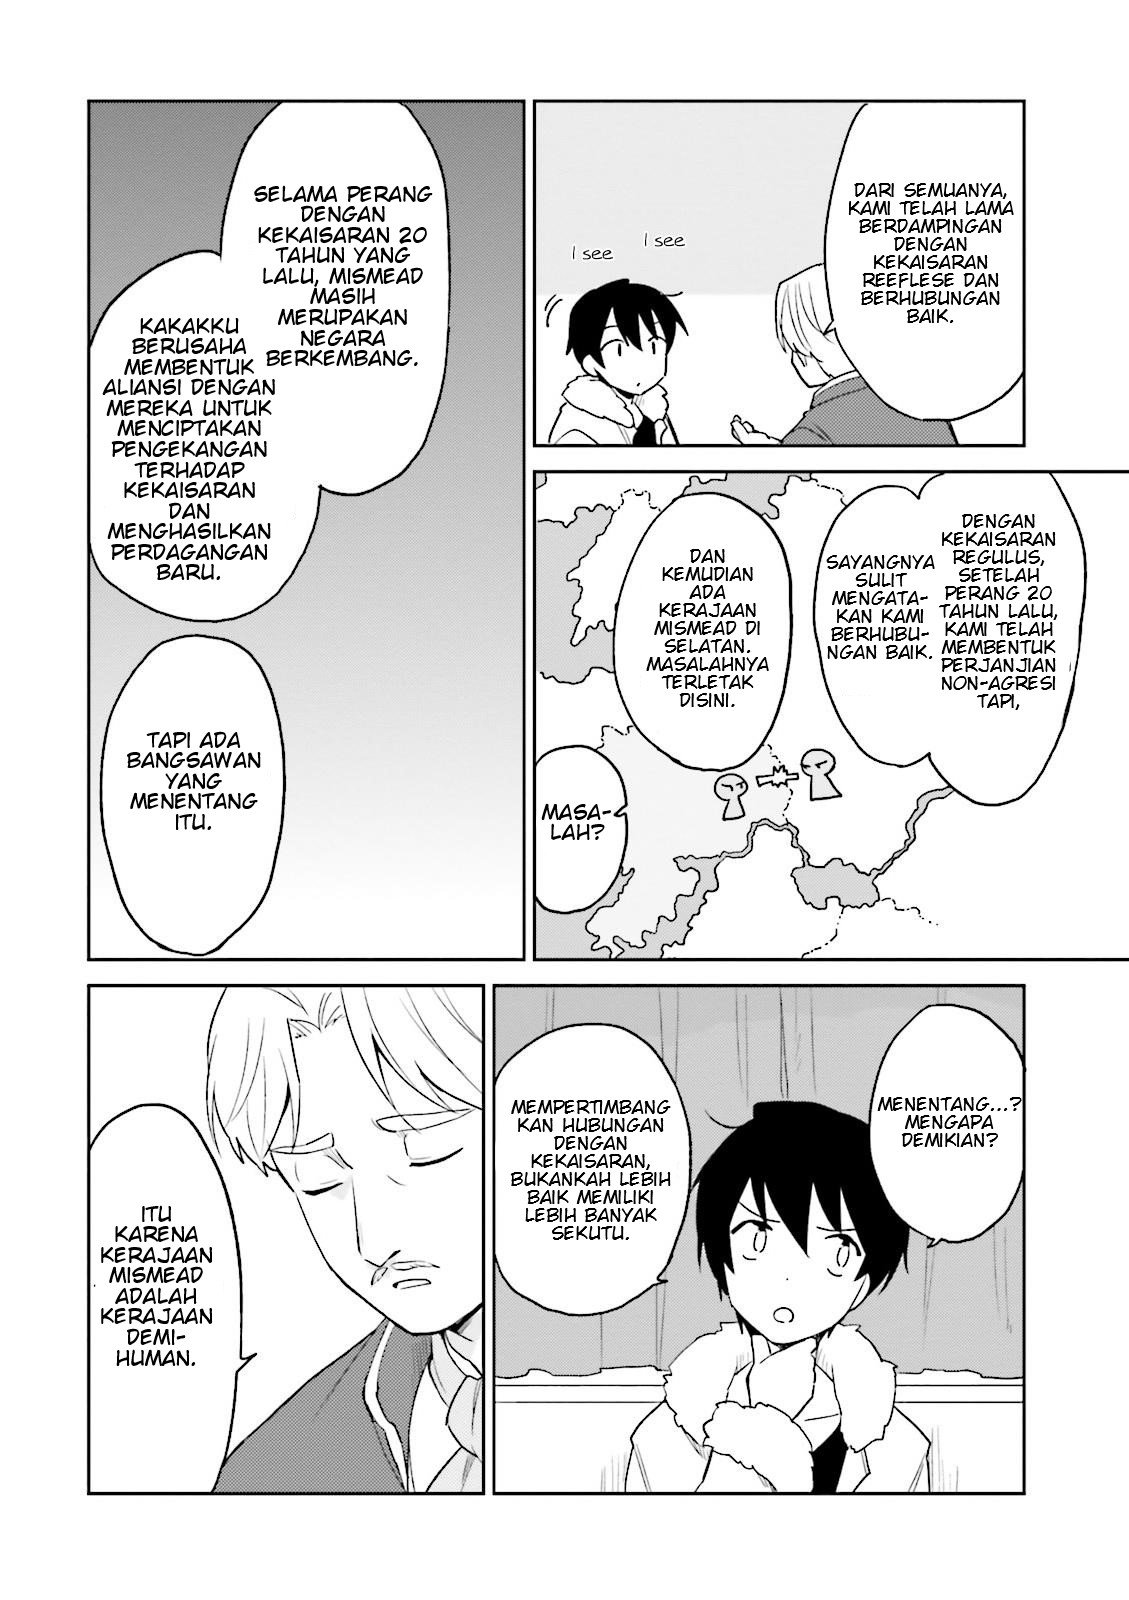 DARI SEMUANYA,
KAMI TELAH LAMA
BERDAMPINGAN
DENGAN
KEKAISARAN
REEFLESE DAN
BERHUBUNGAN
BAIK.
I see
I see
DENGAN
KEKAISARAN
REGULUS,
SETELAH
PERANG 20
TAHUN LALU,
KAMI TELAH
MEMBENTUK
PERJANJIAN
NON-AGRESI
TAPI,
SAYANGNYA
SULIT
MENGATA-
KAN KAMI
BERHUBU-
NGAN BAIK.
DAN
KEMUDIAN
ADA
KERAJAAN
MISMEAD DI
SELATAN.
MASALAHNYA
TERLETAK
DISINI.
MASA-
LAH?
SELAMA PERANG
DENGAN
KEKAISARAN 20
TAHUN YANG
LALU, MISMEAD
MASIH
MERUPAKAN
NEGARA
BERKEMBANG.
KAKAKKU
BERUSAHA
MEMBENTUK
ALIANSI DENGAN
MEREKA UNTUK
MENCIPTAKAN
PENGEKANGAN
TERHADAP
KEKAISARAN
DAN
MENGHASILKAN
PERDAGANGAN
BARU.
TAPI ADA
BANGSAWAN
YANG
MENENTANG
ITU.
MENENTANG...?
MENGAPA
DEMIKIAN?
MEMPERTIMBANG
KAN HUBUNGAN
DENGAN
KEKAISARAN,
BUKANKAH LEBIH
BAIK MEMILIKI
LEBIH BANYAK
SEKUTU.
ITU
KARENA
KERAJAAN
MISMEAD
ADALAH
KERAJAAN
DEMI-
HUMAN.